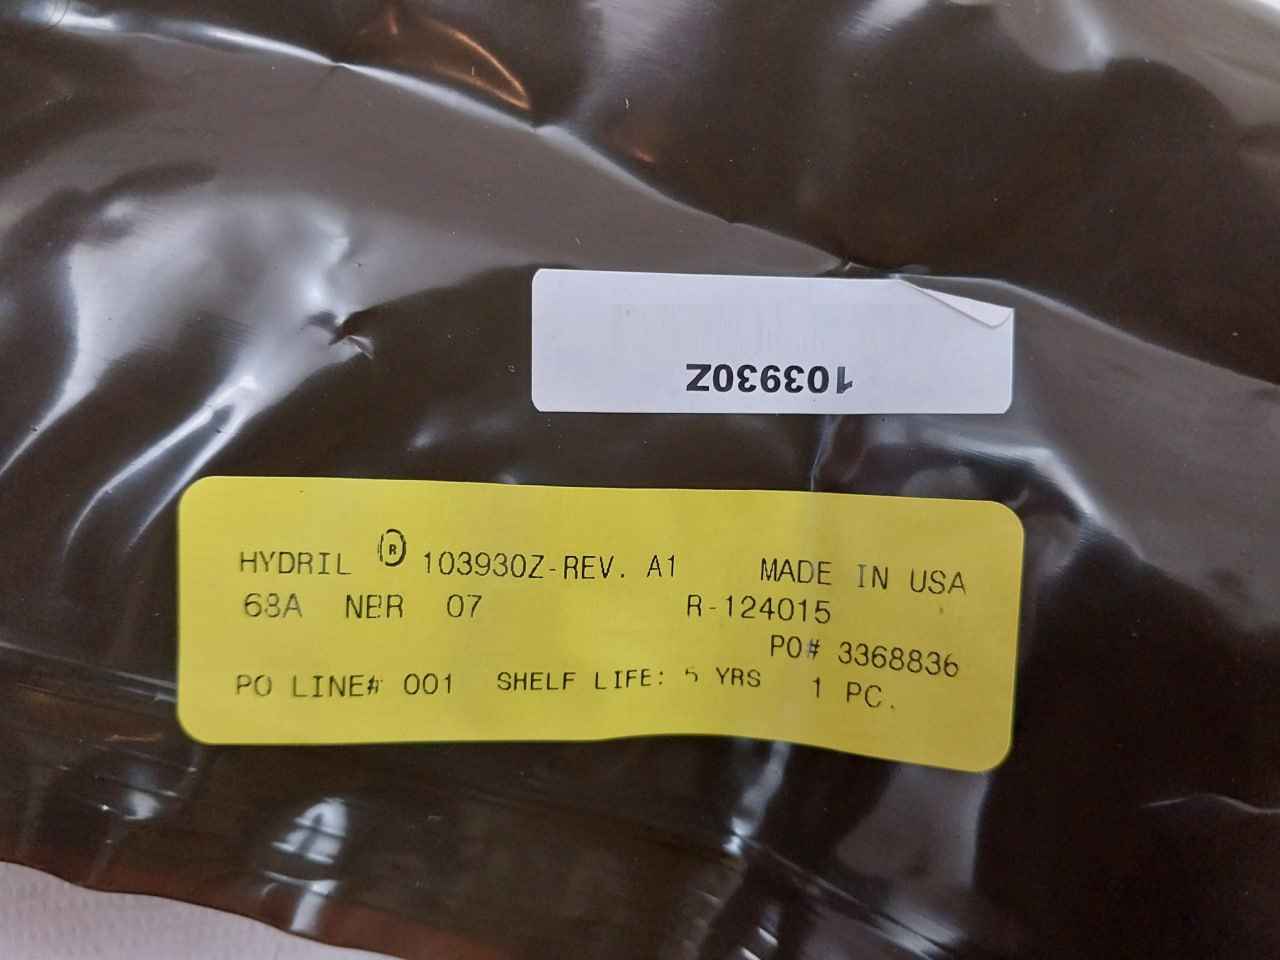 103930Z
HYDRIL ® 103930Z-REV. A1 MADE IN USA
68A NBR 07 R-124015
PO# 3368836
PO LINE# 001 SHELF LIFE: 5 YRS 1 PC.